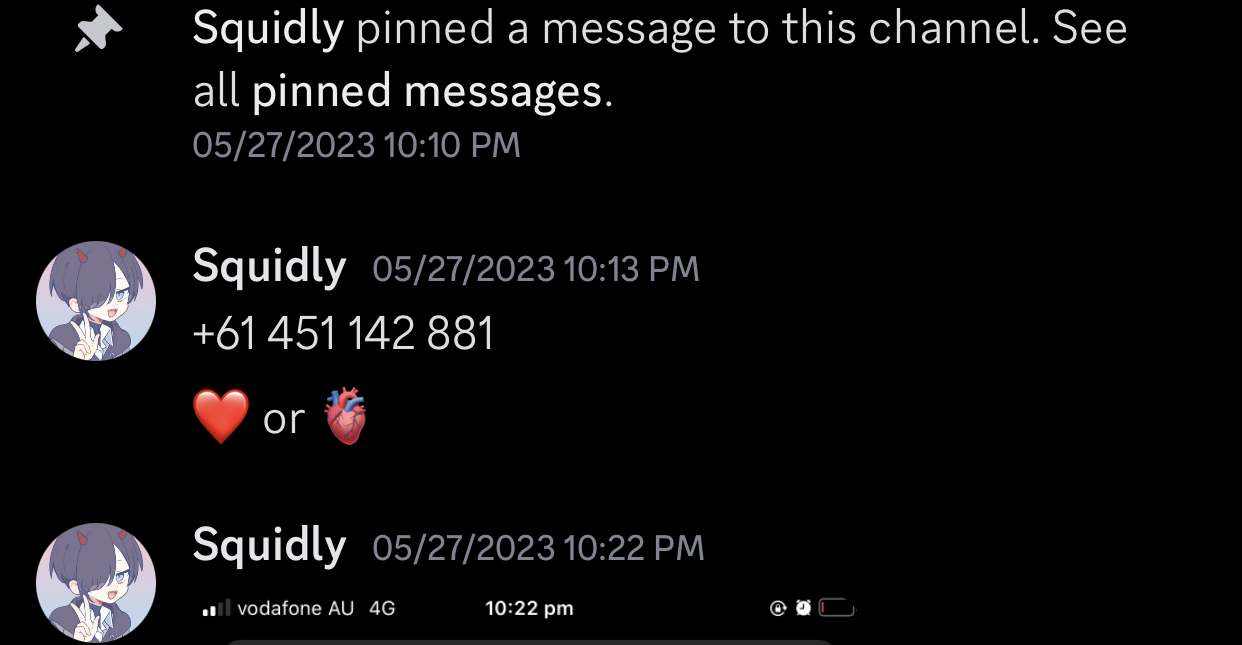 Squidly pinned a message to this channel. See
all pinned messages.
05/27/2023 10:10 PM
Squidly 05/27/2023 10:13 PM
+61 451 142 881
❤️ or 🫀
Squidly 05/27/2023 10:22 PM
vodafone AU 4G 10:22 pm